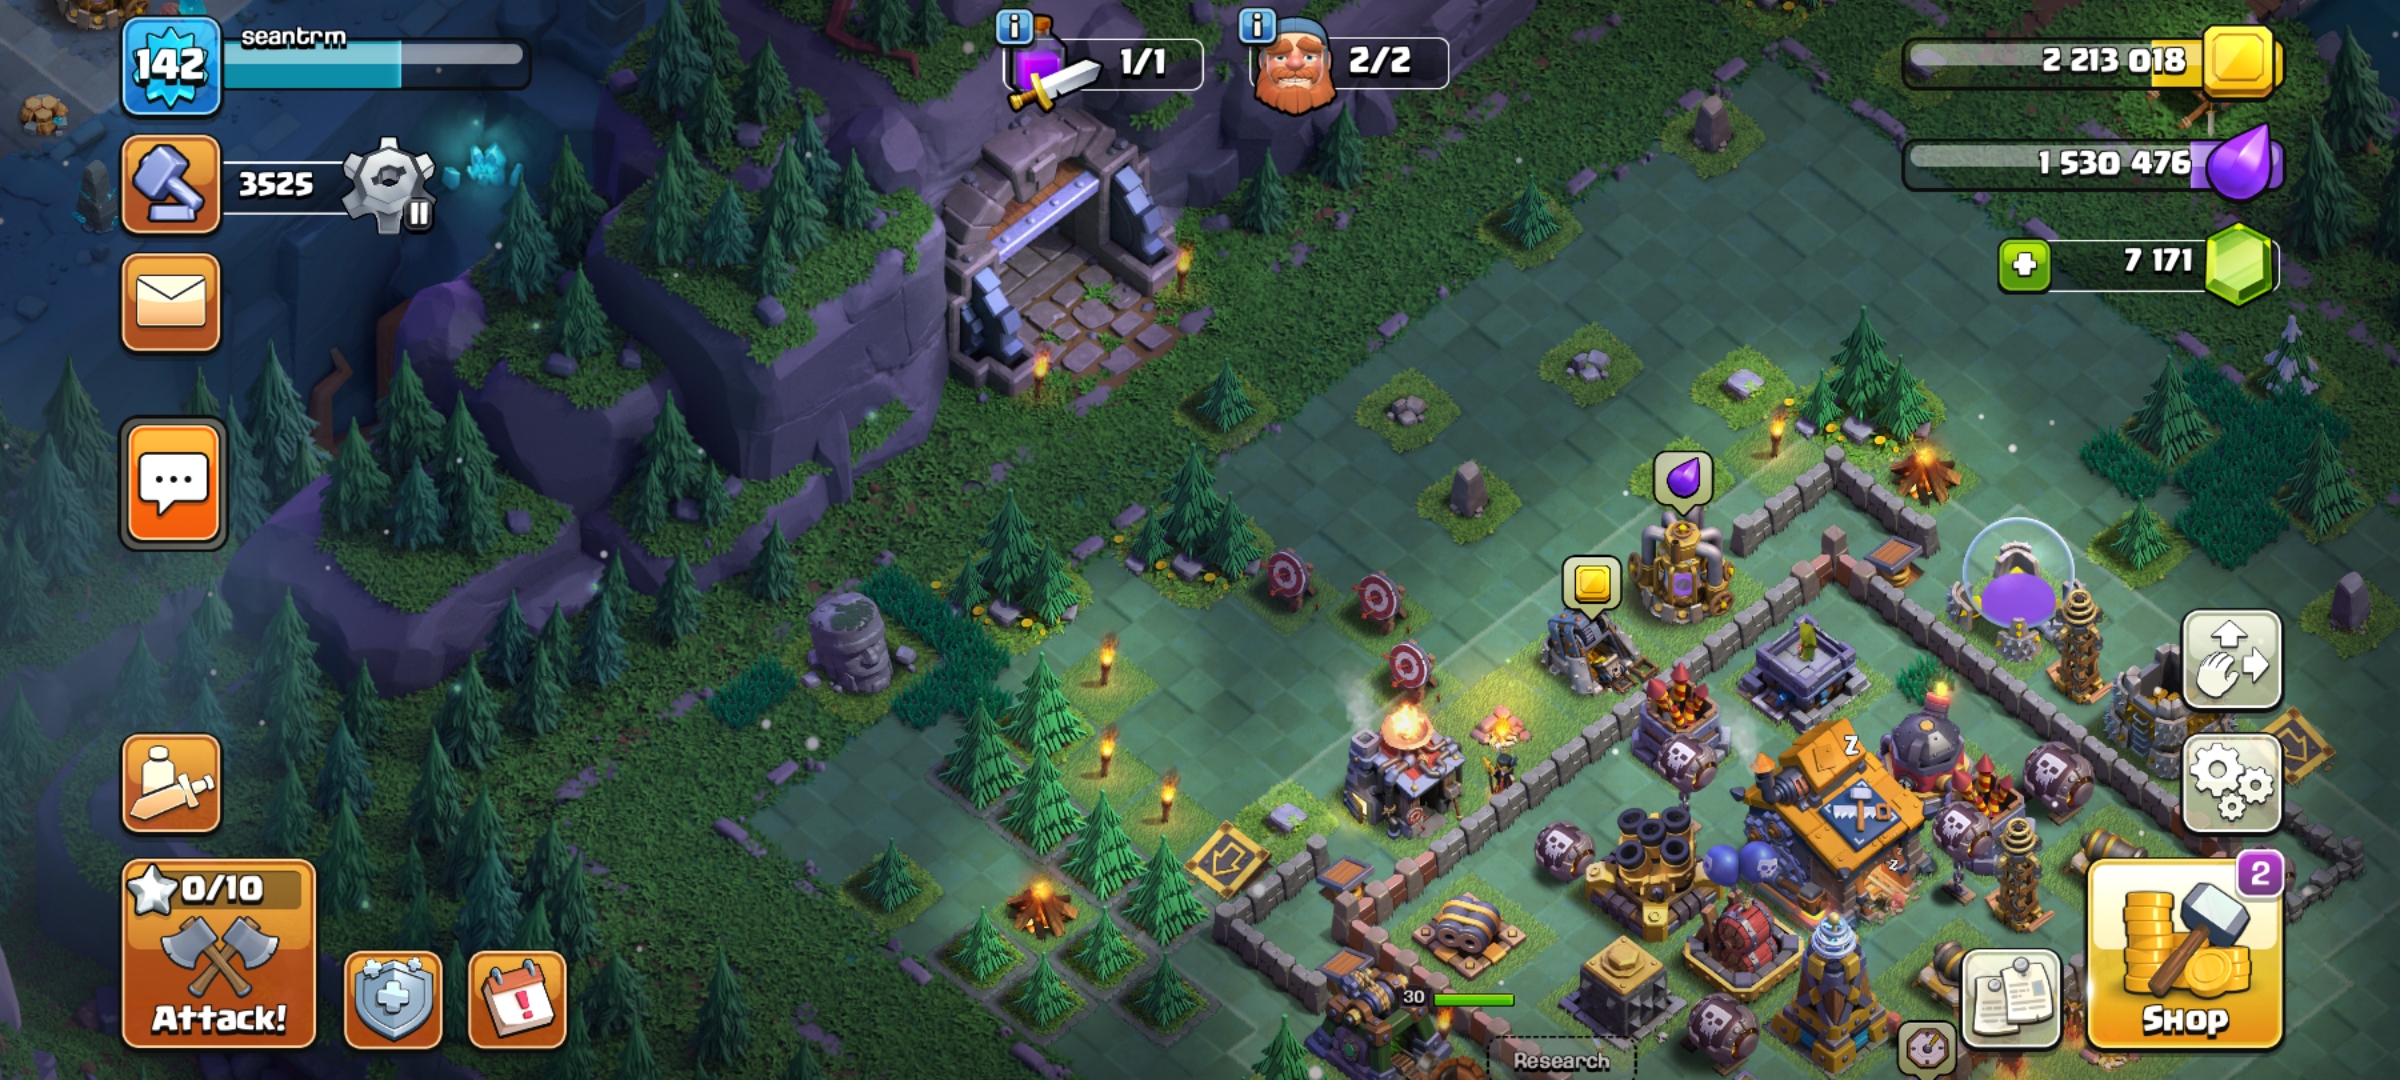 142
seantrm
i
1/1
i
2/2
2 213 018
3525
1 530 476
7 171
z
z
0/10
Attack!
30
Research
2
Shop